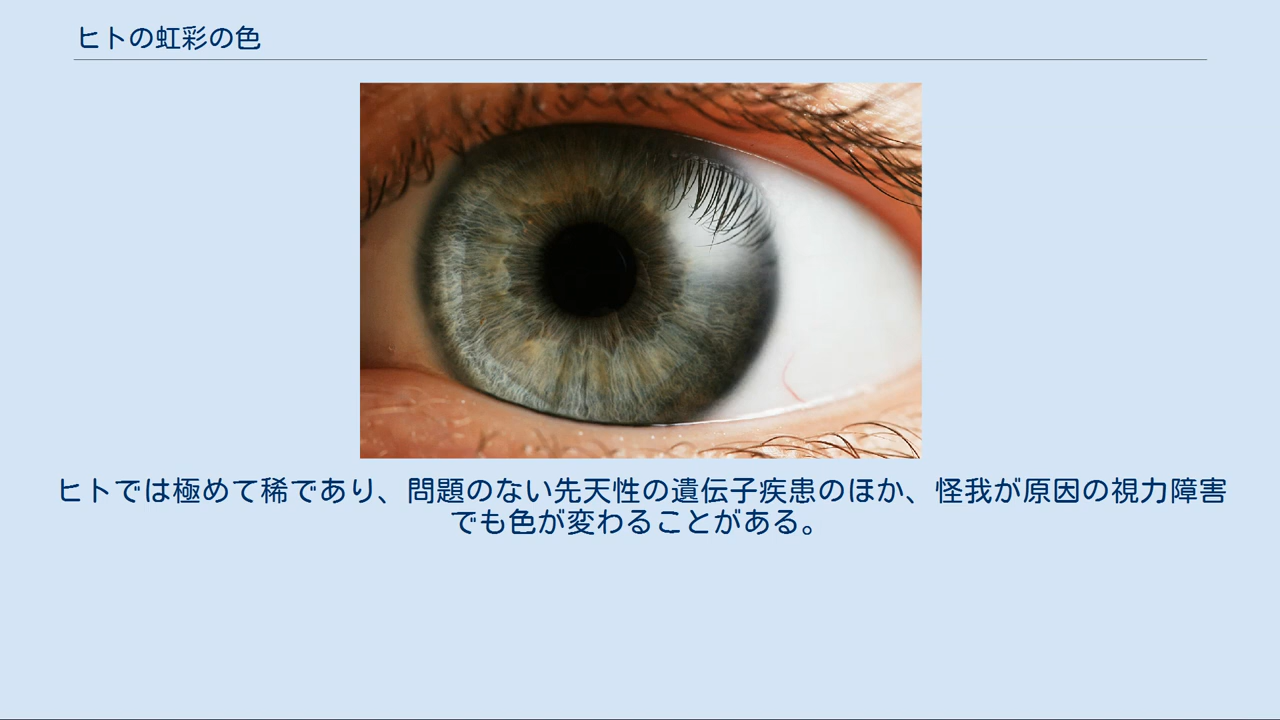 ヒトの虹彩の色
ヒトでは極めて稀であり、問題のない先天性の遺伝子疾患のほか、怪我が原因の視力障害
でも色が変わることがある。